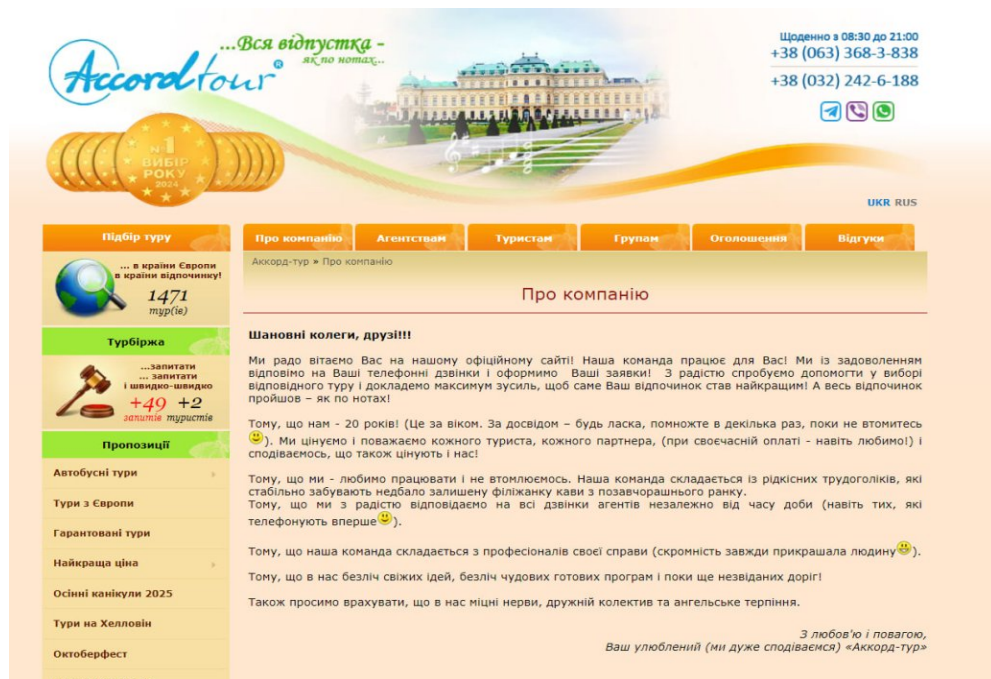 ...Вся відпустка -
як по нотах...
Accord tour®
№1
ВИБІР
РОКУ
2024
Щоденно з 08:30 до 21:00
+38 (063) 368-3-838
+38 (032) 242-6-188
UKR RUS
Підбір туру
... в країни Європи
в країни відпочинку!
1471
тур(ів)
Турбіржа
...запитати
... запитати
і швидко-швидко
+49 +2
запитів туристів
Пропозиції
Автобусні тури
Тури з Європи
Гарантовані тури
Найкраща ціна
Осінні канікули 2025
Тури на Хелловін
Октоберфест
Про компанію Агентствам Туристам Групам Оголошення Відгуки
Аккорд-тур » Про компанію
Про компанію
Шановні колеги, друзі!!!
Ми радо вітаємо Вас на нашому офіційному сайті! Наша команда працює для Вас! Ми із задоволенням
відповімо на Ваші телефонні дзвінки і оформимо Ваші заявки! З радістю спробуємо допомогти у виборі
відповідного туру і докладемо максимум зусиль, щоб саме Ваш відпочинок став найкращим! А весь відпочинок
пройшов – як по нотах!
Тому, що нам - 20 років! (Це за віком. За досвідом – будь ласка, помножте в декілька раз, поки не втомитесь
). Ми цінуємо і поважаємо кожного туриста, кожного партнера, (при своєчасній оплаті - навіть любимо!) і
сподіваємось, що також цінують і нас!
Тому, що ми - любимо працювати і не втомлюємось. Наша команда складається із рідкісних трудоголіків, які
стабільно забувають недбало залишену філіжанку кави з позавчорашнього ранку.
Тому, що ми з радістю відповідаємо на всі дзвінки агентів незалежно від часу доби (навіть тих, які
телефонують вперше).
Тому, що наша команда складається з професіоналів своєї справи (скромність завжди прикрашала людину).
Тому, що в нас безліч свіжих ідей, безліч чудових готових програм і поки ще незвіданих доріг!
Також просимо врахувати, що в нас міцні нерви, дружній колектив та ангельське терпіння.
З любов'ю і повагою,
Ваш улюблений (ми дуже сподіваємся) «Аккорд-тур»